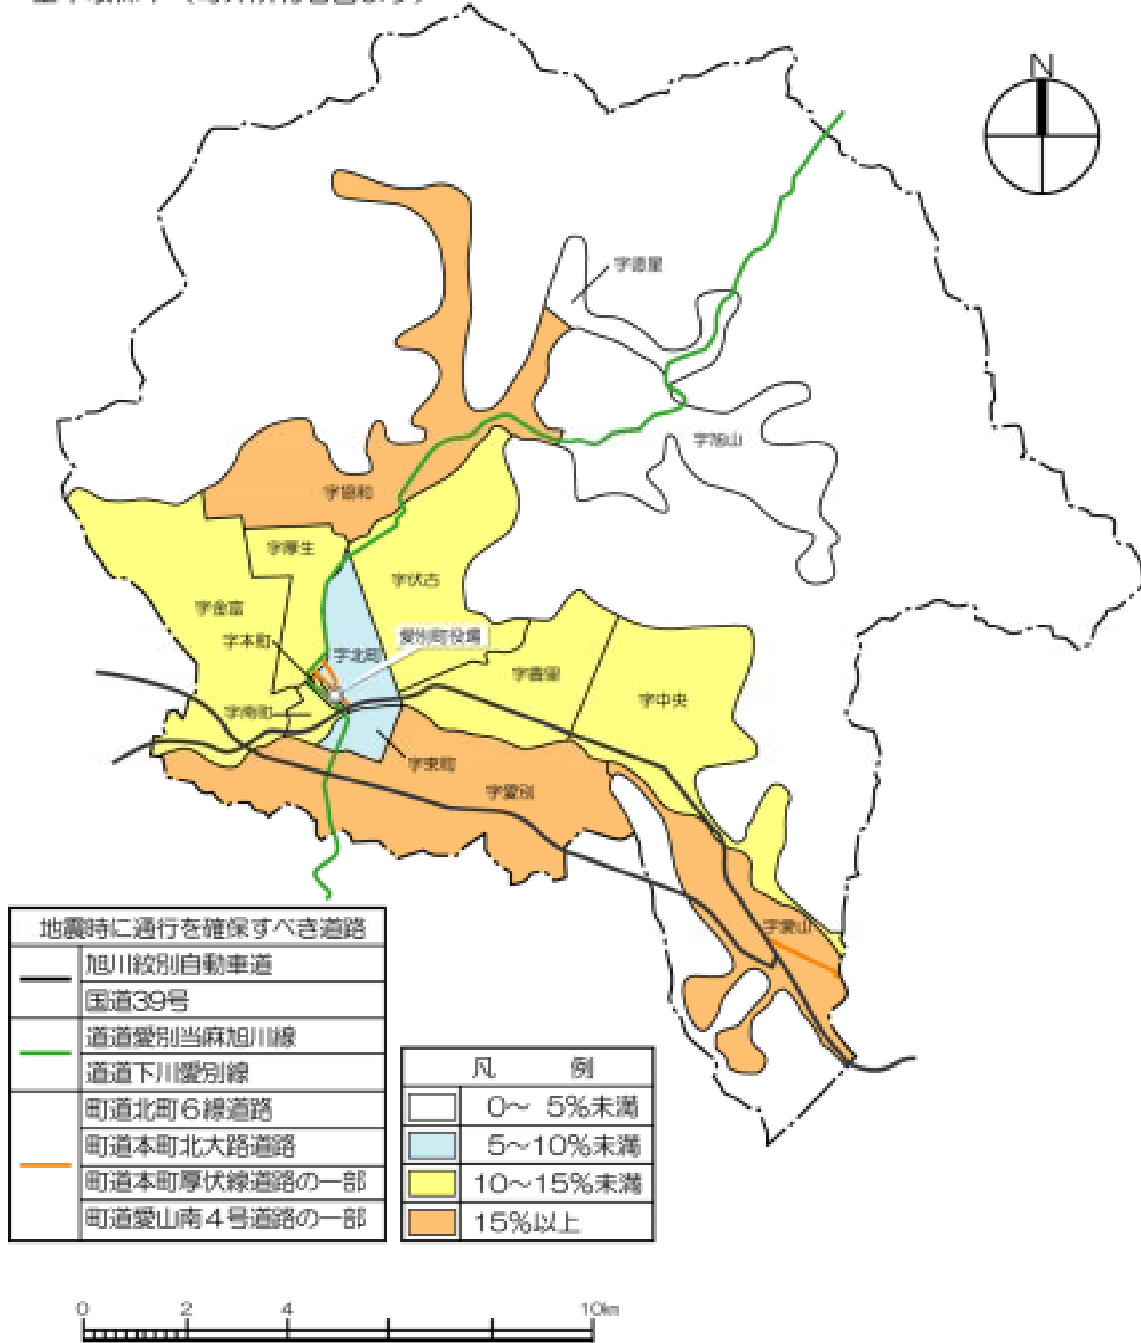 N
字恩里
字旭山
字協和
字厚生
字伏古
字金富
字本町
字北町
愛別町役場
字豊里
字中央
字南町
字東町
字愛別
字愛山
地震時に通行を確保すべき道路
旭川紋別自動車道
国道39号
道道愛別当麻旭川線
道道下川愛別線
町道北町6線道路
町道本町北大路道路
町道本町厚伏線道路の一部
町道愛山南4号道路の一部
凡 例
0～ 5%未満
5～10%未満
10～15%未満
15%以上
0 2 4 10km